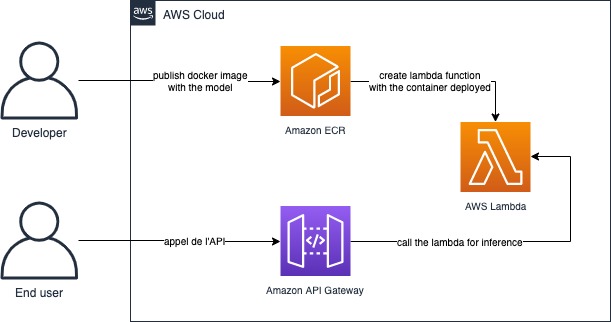 aws
AWS Cloud
publish docker image
with the model
create lambda function
with the container deployed
Developer
Amazon ECR
AWS Lambda
appel de l'API
call the lambda for inference
End user
Amazon API Gateway